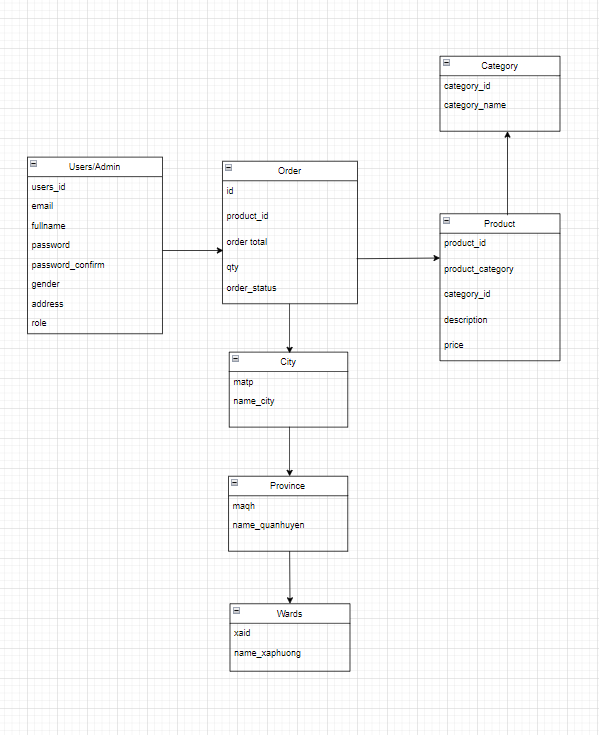 Category
category_id
category_name
Users/Admin
users_id
email
fullname
password
password_confirm
gender
address
role
Order
id
product_id
order total
qty
order_status
Product
product_id
product_category
category_id
description
price
City
matp
name_city
Province
maqh
name_quanhuyen
Wards
xaid
name_xaphuong